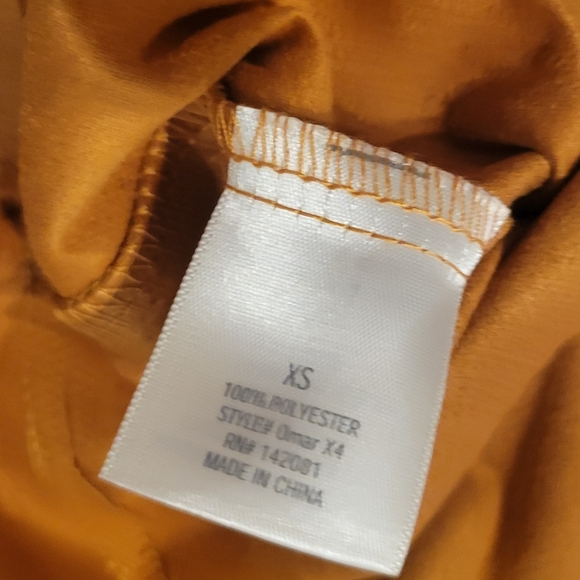 XS
100% POLYESTER
STYLE# Omar X4
RN# 142081
MADE IN CHINA